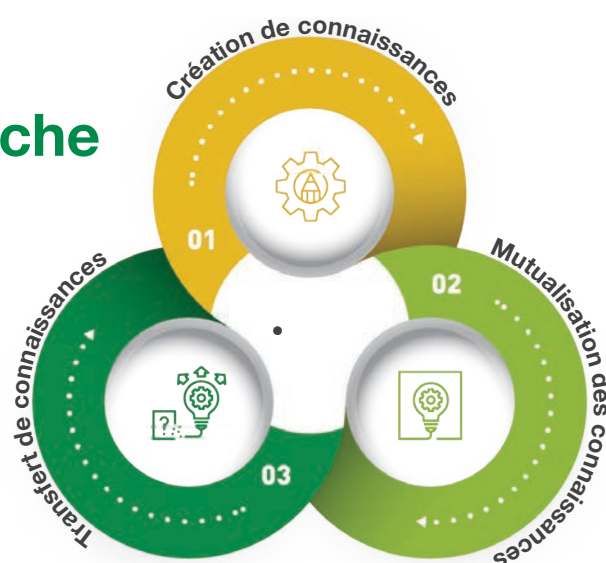 che
Création de connaissances
01
Mutualisation des connaissances
02
Transfert de connaissances
03
?